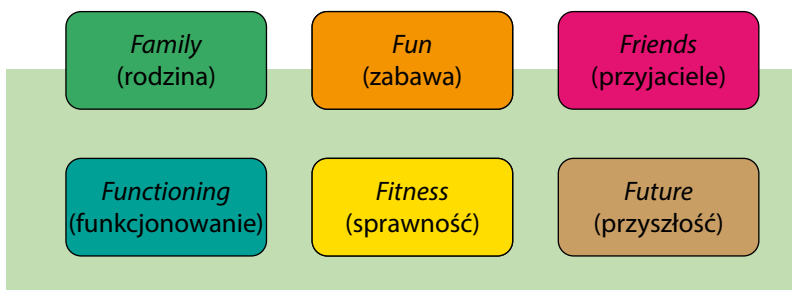 Family
(rodzina)
Fun
(zabawa)
Friends
(przyjaciele)
Functioning
(funkcjonowanie)
Fitness
(sprawność)
Future
(przyszłość)